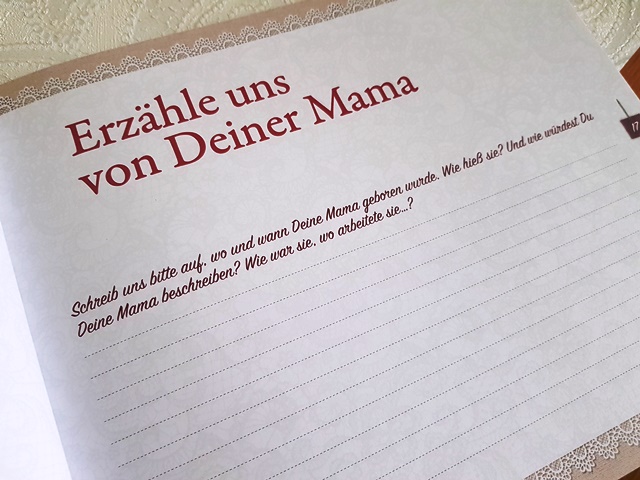 Erzähle uns
von Deiner Mama
Schreib uns bitte auf, wo und wann Deine Mama geboren wurde. Wie hieß sie? Und wie würdest Du
Deine Mama beschreiben? Wie war sie, wo arbeitete sie...?
17